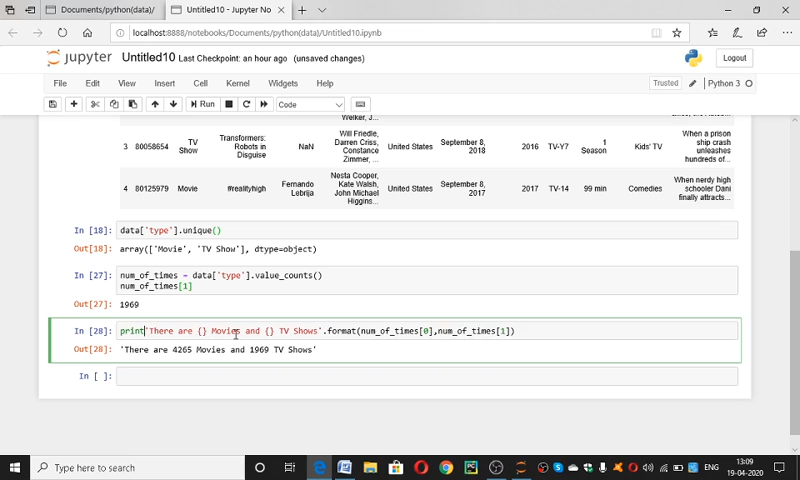 Documents/python(data)/
Untitled10 - Jupyter No
localhost:8888/notebooks/Documents/python(data)/Untitled10.ipynb
jupyter Untitled10 Last Checkpoint: an hour ago (unsaved changes)
Logout
File Edit View Insert Cell Kernel Widgets Help
Trusted
Python 3
Run
Code
Welker, J...
3 80058654 TV Show Transformers: Robots in Disguise NaN Will Friedle, Darren Criss, Constance Zimmer, ... United States September 8, 2018 2016 TV-Y7 1 Season Kids' TV When a prison ship crash unleashes hundreds of...
4 80125979 Movie #realityhigh Fernando Lebrija Nesta Cooper, Kate Walsh, John Michael Higgins... United States September 8, 2017 2017 TV-14 99 min Comedies When nerdy high schooler Dani finally attracts...
In [18]: data['type'].unique()
Out[18]: array(['Movie', 'TV Show'], dtype=object)
In [27]: num_of_times = data['type'].value_counts()
num_of_times[1]
Out[27]: 1969
In [28]: print'There are {} Movies and {} TV Shows'.format(num_of_times[0],num_of_times[1])
Out[28]: 'There are 4265 Movies and 1969 TV Shows'
In [ ]:
Type here to search
ENG
13:09
19-04-2020